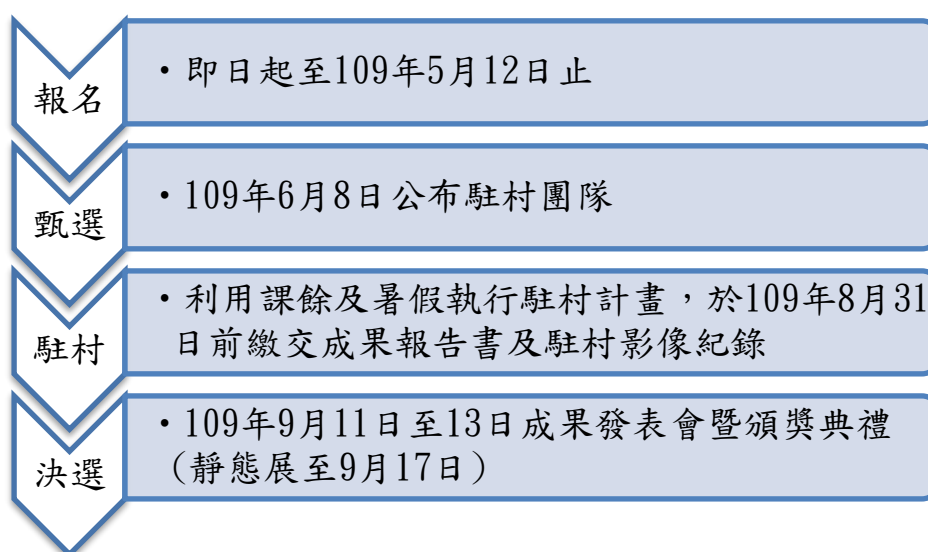 報名
•即日起至109年5月12日止
甄選
•109年6月8日公布駐村團隊
駐村
•利用課餘及暑假執行駐村計畫，於109年8月31
日前繳交成果報告書及駐村影像紀錄
決選
•109年9月11日至13日成果發表會暨頒獎典禮
(靜態展至9月17日)